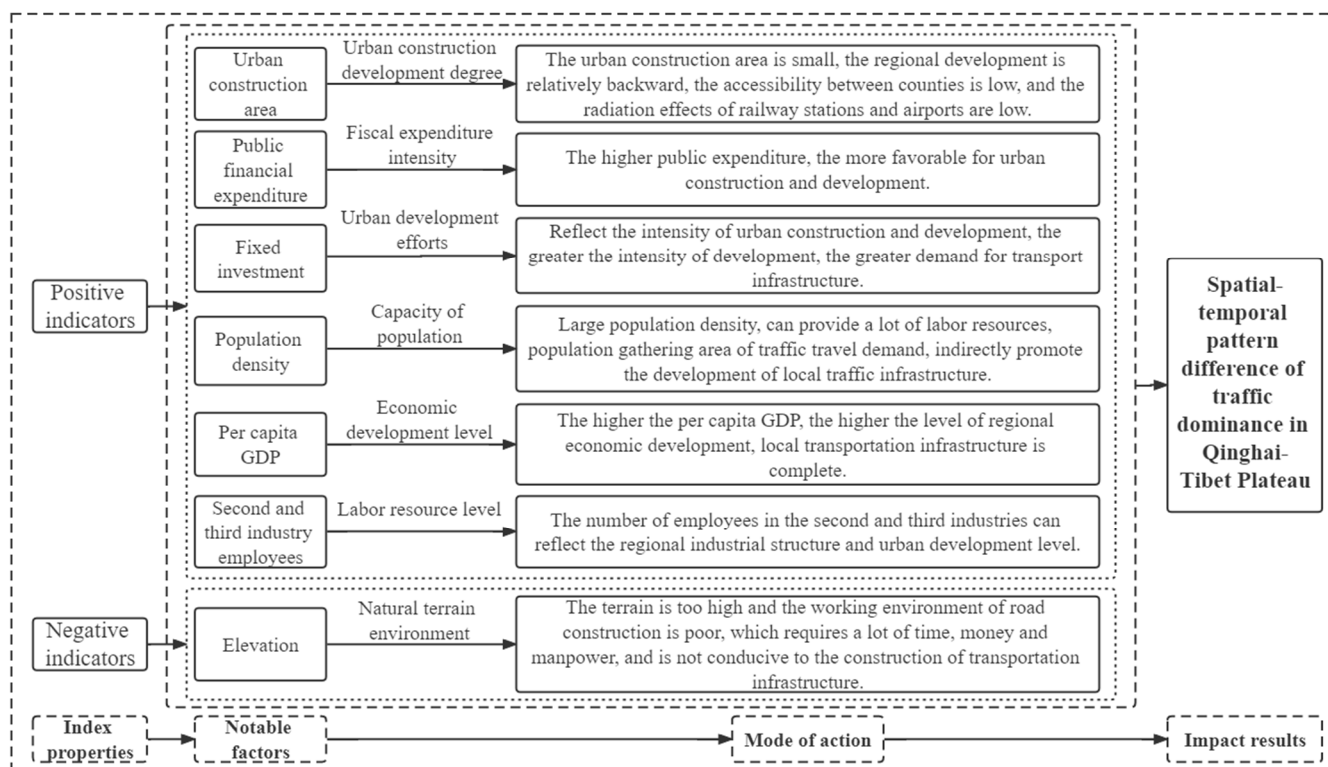 Positive
indicators
Urban
construction
area
Urban construction
development degree
The urban construction area is small, the regional development is
relatively backward, the accessibility between counties is low, and the
radiation effects of railway stations and airports are low.
Public
financial
expenditure
Fiscal expenditure
intensity
The higher public expenditure, the more favorable for urban
construction and development.
Fixed
investment
Urban development
efforts
Reflect the intensity of urban construction and development, the
greater the intensity of development, the greater demand for transport
infrastructure.
Population
density
Capacity of
population
Large population density, can provide a lot of labor resources,
population gathering area of traffic travel demand, indirectly promote
the development of local traffic infrastructure.
Per capita
GDP
Economic
development level
The higher the per capita GDP, the higher the level of regional
economic development, local transportation infrastructure is
complete.
Second and
third industry
employees
Labor resource level
The number of employees in the second and third industries can
reflect the regional industrial structure and urban development level.
Negative
indicators
Elevation
Natural terrain
environment
The terrain is too high and the working environment of road
construction is poor, which requires a lot of time, money and
manpower, and is not conducive to the construction of transportation
infrastructure.
Spatial-
temporal
pattern
difference of
traffic
dominance in
Qinghai-
Tibet Plateau
Index
properties
Notable
factors
Mode of action
Impact results